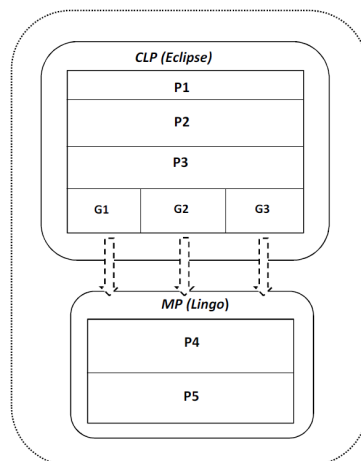 CLP (Eclipse)
P1
P2
P3
G1 G2 G3
MP (Lingo)
P4
P5